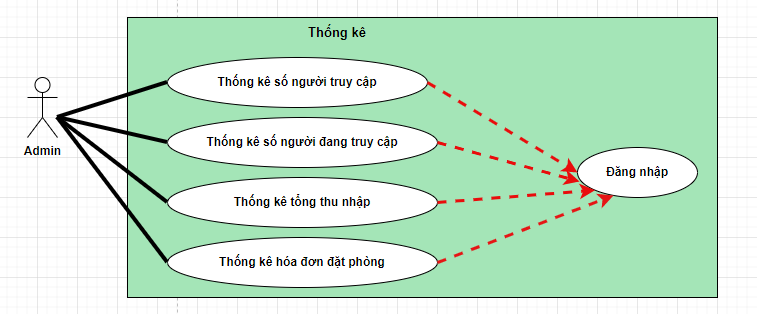 Thống kê
Thống kê số người truy cập
Thống kê số người đang truy cập
Admin
Đăng nhập
Thống kê tổng thu nhập
Thống kê hóa đơn đặt phòng